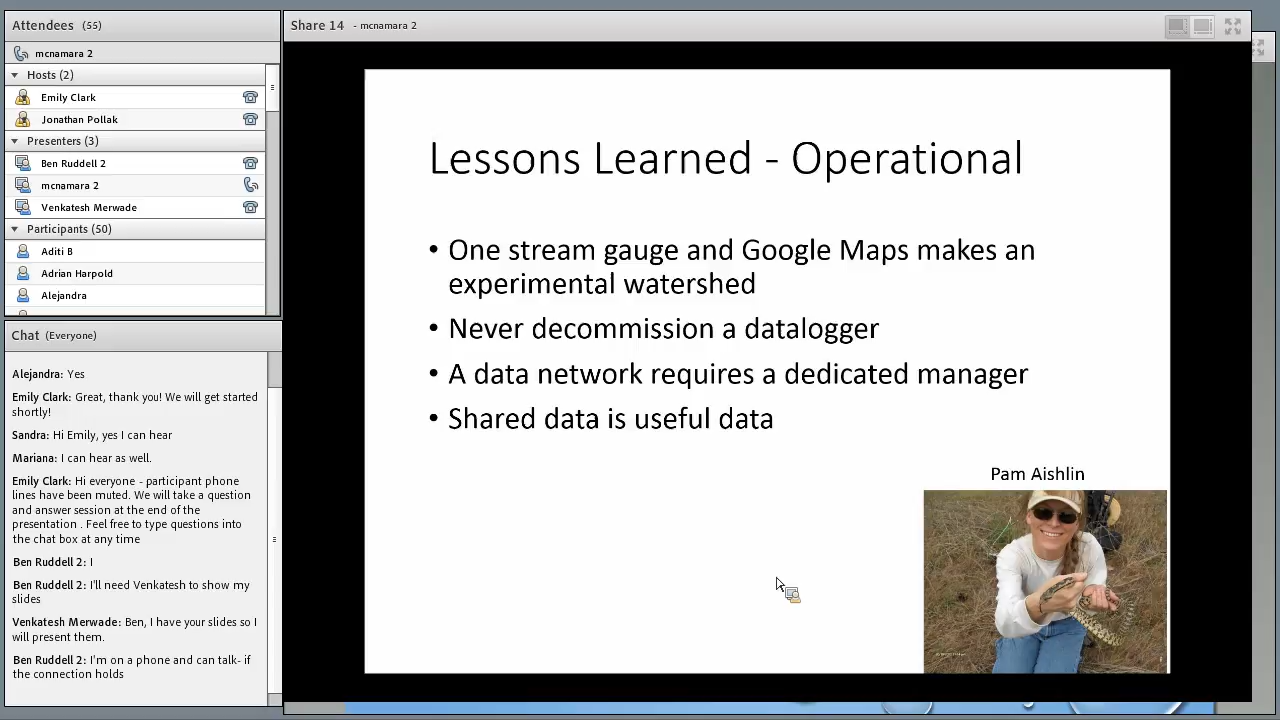 Attendees (55)
mcnamara 2
Hosts (2)
Emily Clark
Jonathan Pollak
Presenters (3)
Ben Ruddell 2
mcnamara 2
Venkatesh Merwade
Participants (50)
Aditi B
Adrian Harpold
Alejandra
Chat (Everyone)
Alejandra: Yes
Emily Clark: Great, thank you! We will get started
shortly!
Sandra: Hi Emily, yes I can hear
Mariana: I can hear as well.
Emily Clark: Hi everyone - participant phone
lines have been muted. We will take a question
and answer session at the end of the
presentation . Feel free to type questions into
the chat box at any time
Ben Ruddell 2: I
Ben Ruddell 2: I'll need Venkatesh to show my
slides
Venkatesh Merwade: Ben, I have your slides so I
will present them.
Ben Ruddell 2: I'm on a phone and can talk- if
the connection holds
Share 14 - mcnamara 2
Lessons Learned - Operational
• One stream gauge and Google Maps makes an
experimental watershed
• Never decommission a datalogger
• A data network requires a dedicated manager
• Shared data is useful data
Pam Aishlin